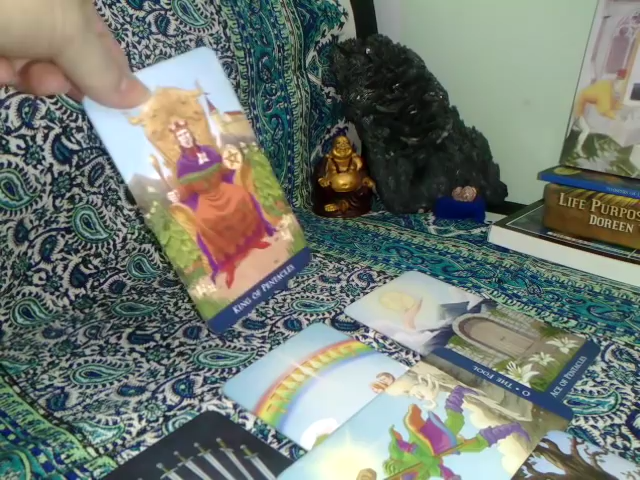 KING OF PENTACLES
LIFE PURPOS
DOREEN
0 • THE FOOL
ACE OF PENTACLES